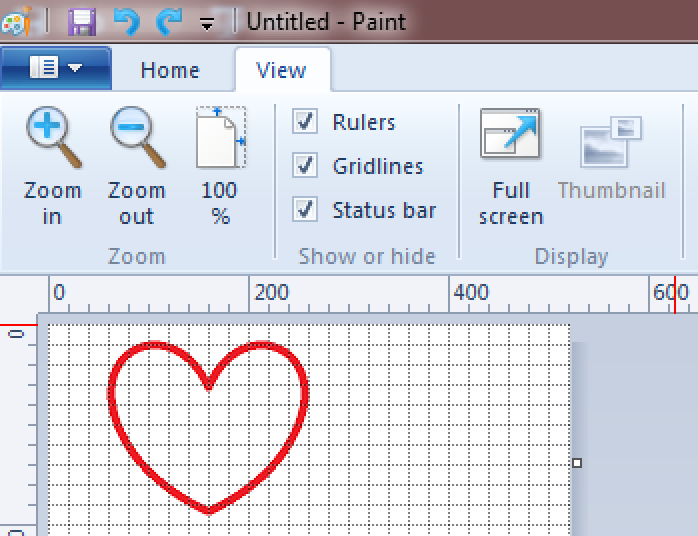 Untitled - Paint
Home View
Zoom in
Zoom out
100 %
Zoom
Rulers
Gridlines
Status bar
Show or hide
Full screen
Thumbnail
Display
0 200 400 600
0